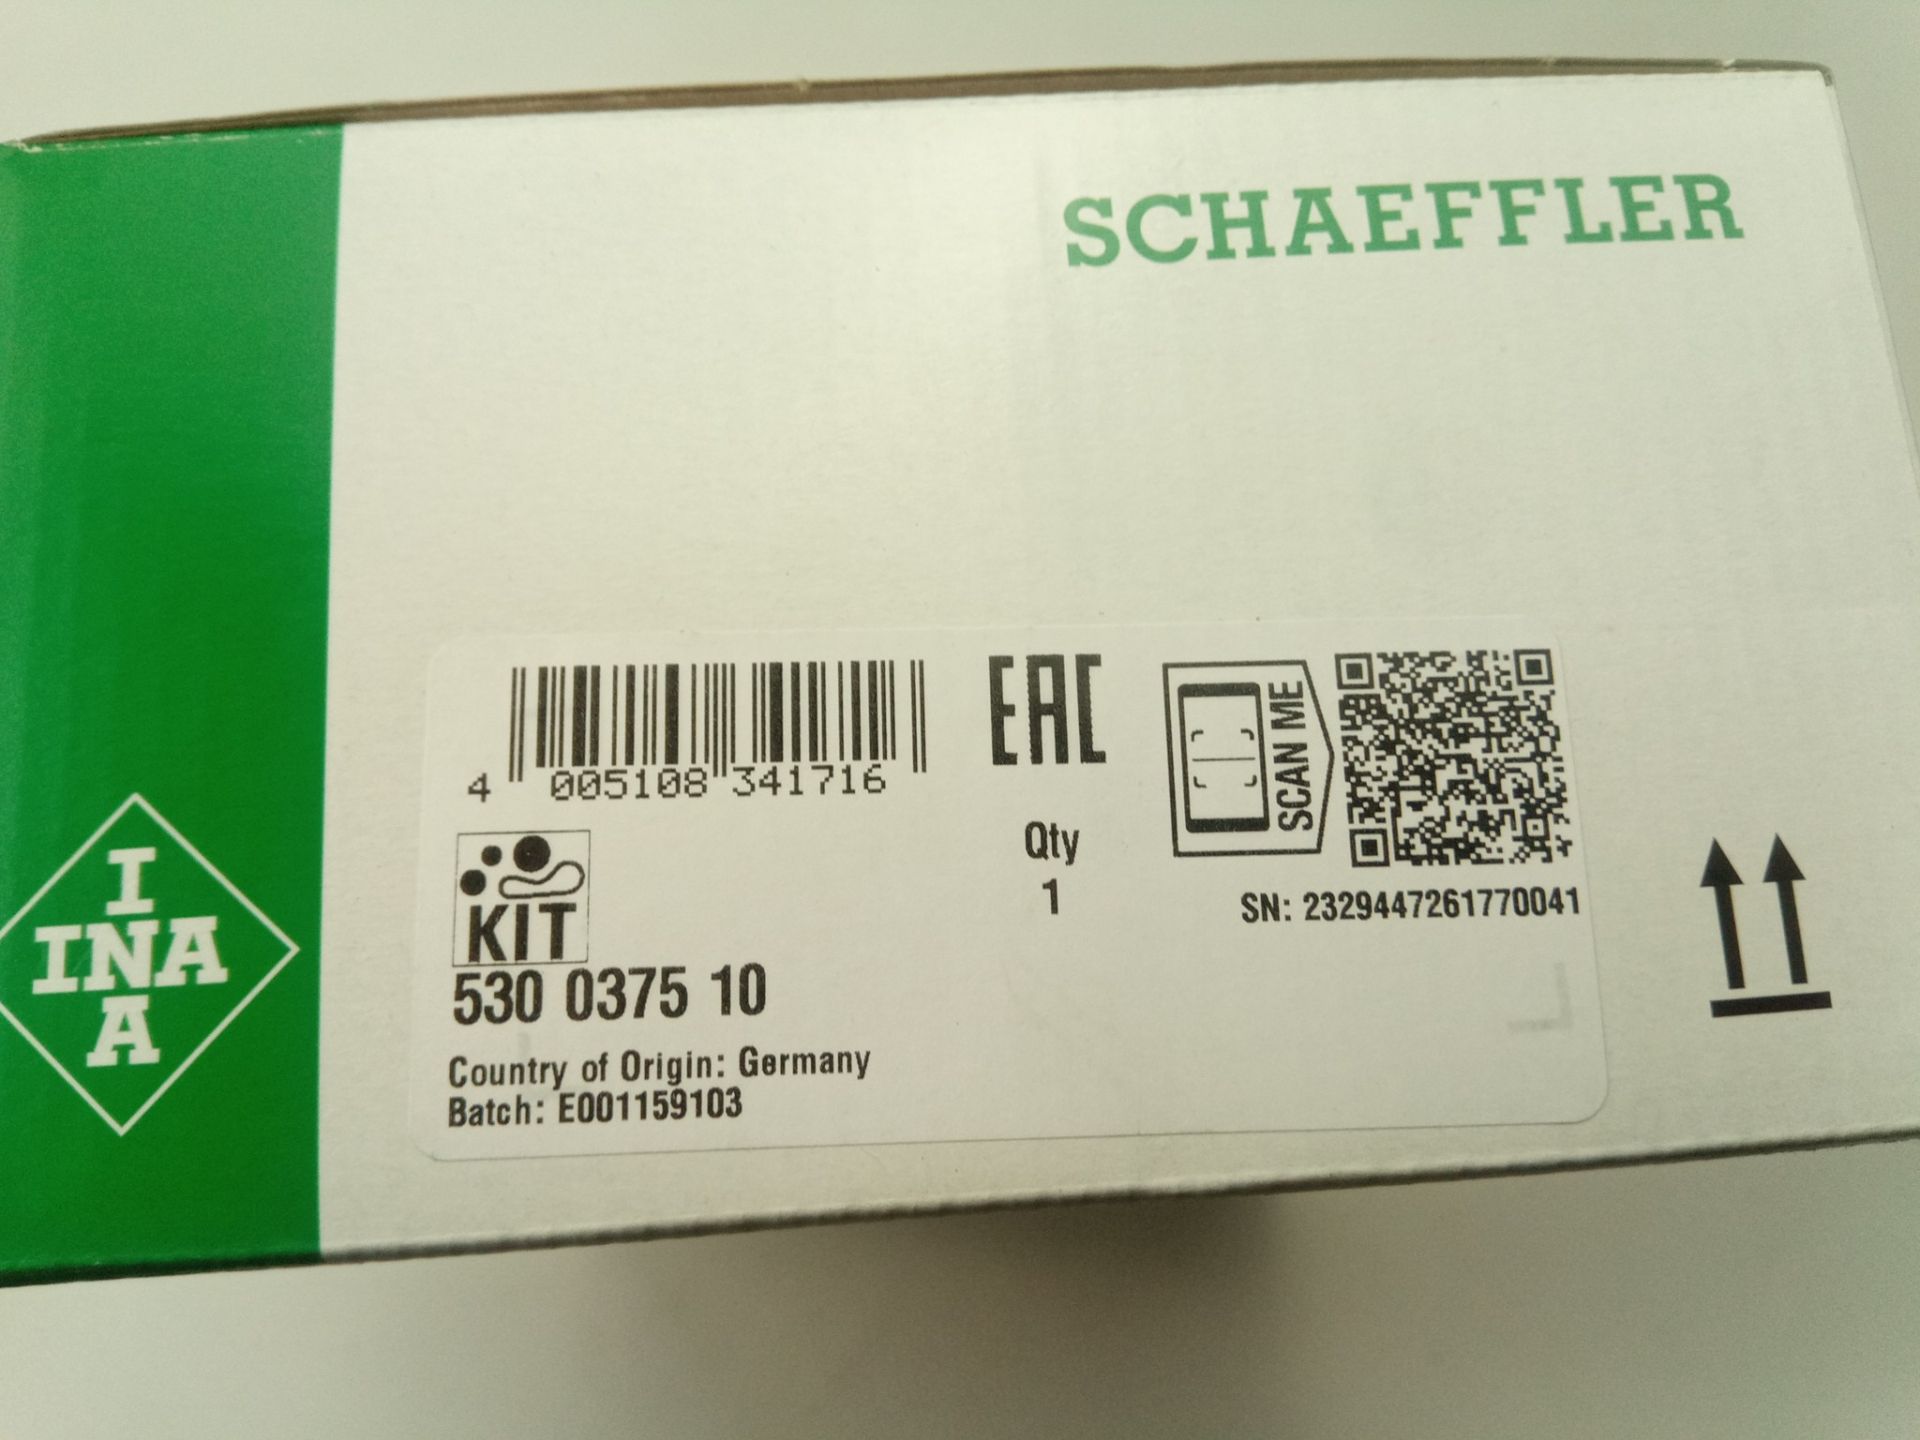 SCHAEFFLER
4 005108 341716
EAC
SCAN ME
Qty
1
SN: 2329447261770041
KIT
530 0375 10
Country of Origin: Germany
Batch: E001159103
I
INA
A